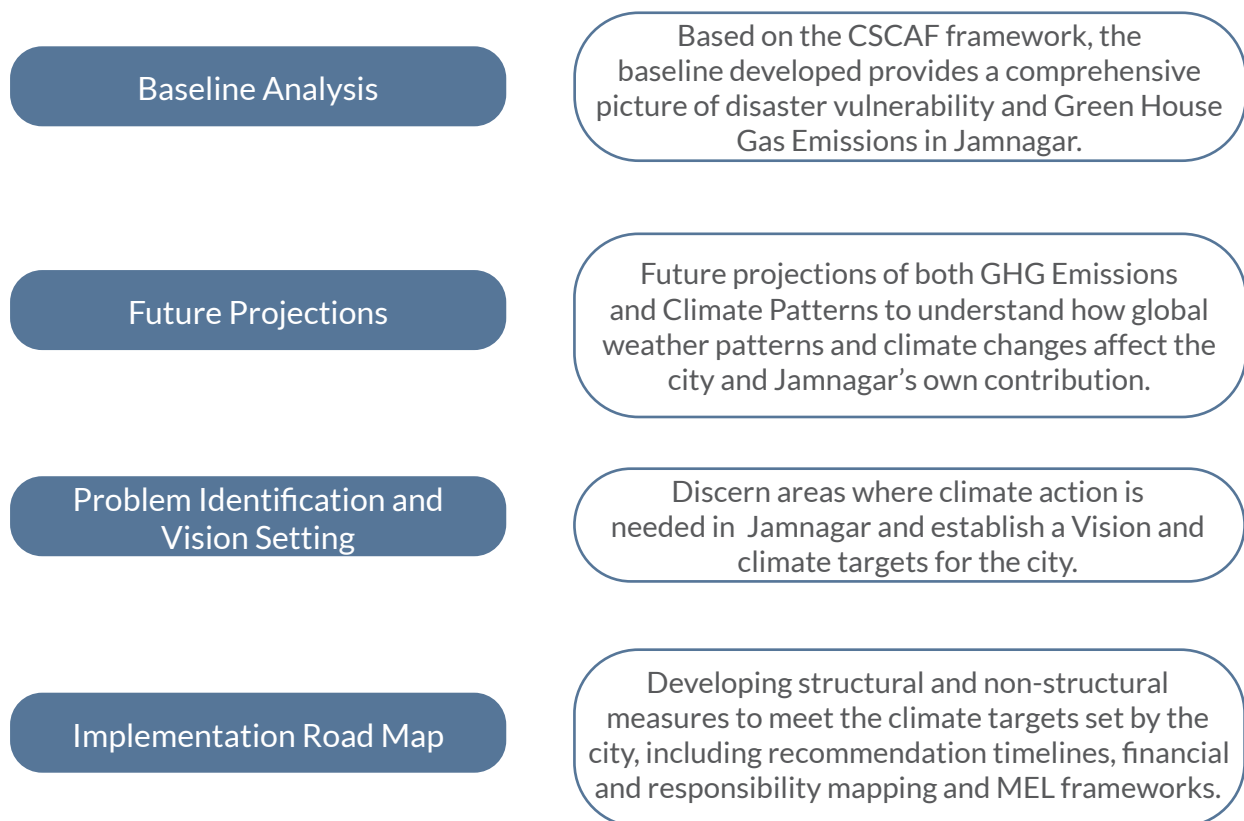 Baseline Analysis
Based on the CSCAF framework, the
baseline developed provides a comprehensive
picture of disaster vulnerability and Green House
Gas Emissions in Jamnagar.
Future Projections
Future projections of both GHG Emissions
and Climate Patterns to understand how global
weather patterns and climate changes affect the
city and Jamnagar’s own contribution.
Problem Identification and
Vision Setting
Discern areas where climate action is
needed in Jamnagar and establish a Vision and
climate targets for the city.
Implementation Road Map
Developing structural and non-structural
measures to meet the climate targets set by the
city, including recommendation timelines, financial
and responsibility mapping and MEL frameworks.